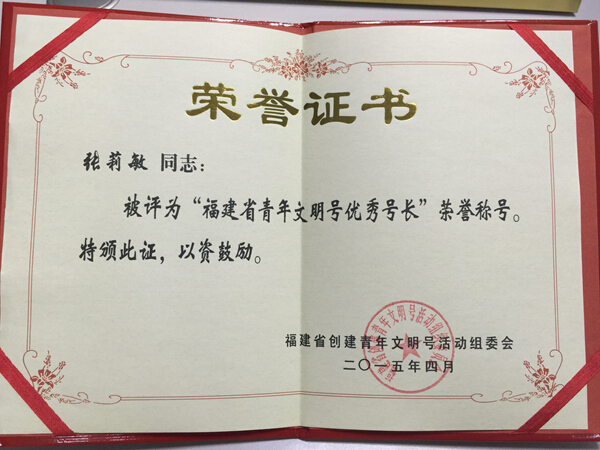 荣誉证书
张莉敏 同志：
被评为“福建省青年文明号优秀号长”荣誉称号。
特颁此证，以资鼓励。
福建省创建青年文明号活动组委会
二〇一五年四月